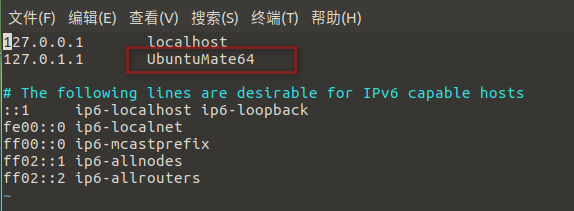 文件(F) 编辑(E) 查看(V) 搜索(S) 终端(T) 帮助(H)
127.0.0.1 localhost
127.0.1.1 UbuntuMate64
# The following lines are desirable for IPv6 capable hosts
::1 ip6-localhost ip6-loopback
fe00::0 ip6-localnet
ff00::0 ip6-mcastprefix
ff02::1 ip6-allnodes
ff02::2 ip6-allrouters
~